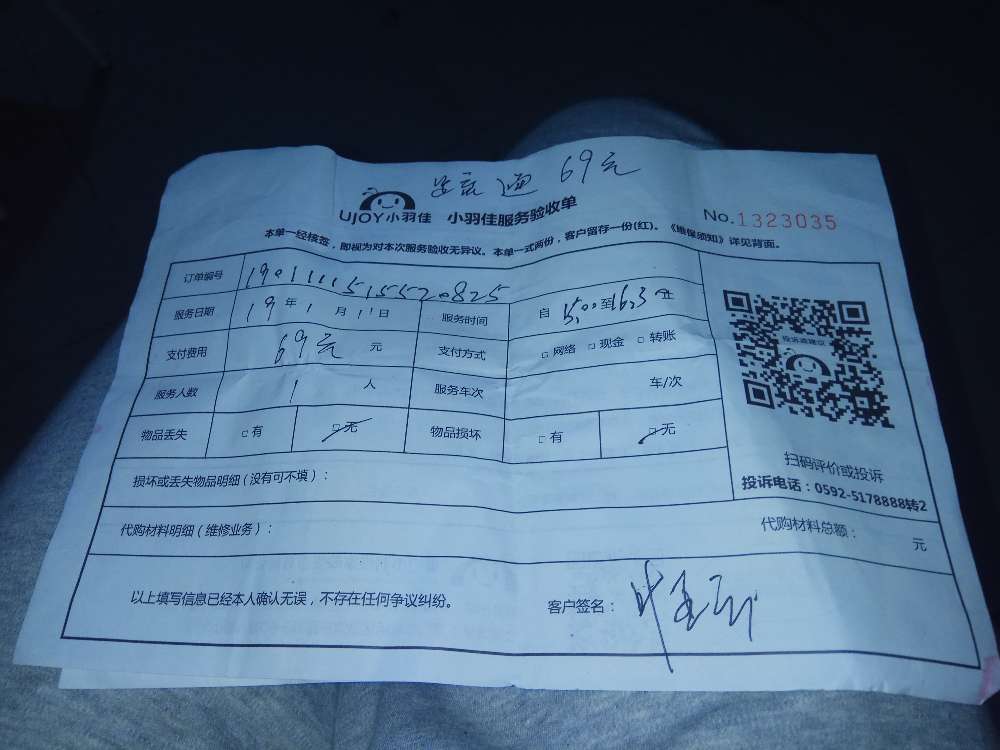 通 69元
UJOY小羽佳 小羽佳服务验收单
No.1323035
本单一经核签，即视为对本次服务验收无异议。本单一式两份，客户留存一份(红)。《维保须知》详见背面。
订单编号 1901111515570825
服务日期 19 年 1 月 11 日 服务时间 自 15:00 至
支付费用 69元 元 支付方式 □ 网络 □ 现金 □ 转账
服务人数 1 人 服务车次 车/次
物品丢失 □ 有 □ 无 物品损坏 □ 有 □ 无
投诉或建议
扫码评价或投诉
投诉电话：0592-5178888转2
损坏或丢失物品明细（没有可不填）：
代购材料明细（维修业务）： 代购材料总额： 元
以上填写信息已经本人确认无误，不存在任何争议纠纷。 客户签名：